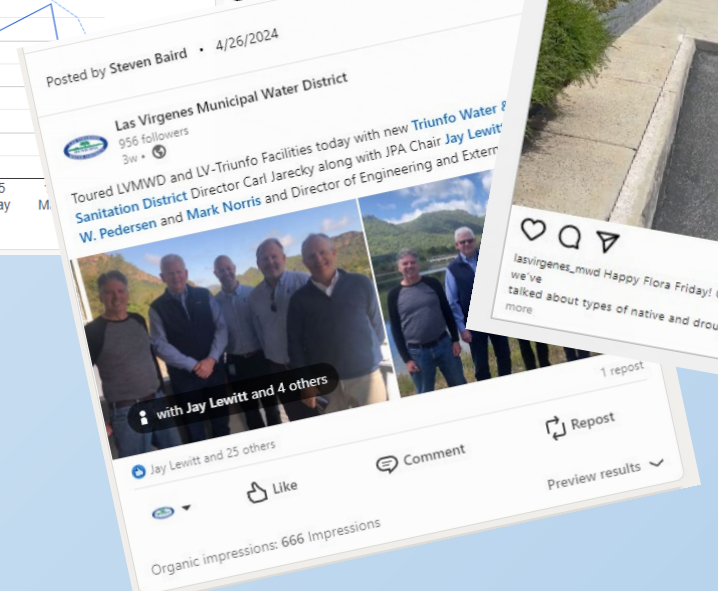 ay
M
Posted by Steven Baird • 4/26/2024
Las Virgenes Municipal Water District
956 followers
3w •
Toured LVMWD and LV-Triunfo Facilities today with new Triunfo Water &
Sanitation District Director Carl Jarecky along with JPA Chair Jay Lewitt
W. Pedersen and Mark Norris and Director of Engineering and Extern
with Jay Lewitt and 4 others
1 repost
Jay Lewitt and 25 others
Like
Comment
Repost
Preview results
Organic impressions: 666 Impressions
lasvirgenes_mwd Happy Flora Friday!
we've
talked about types of native and drou
more